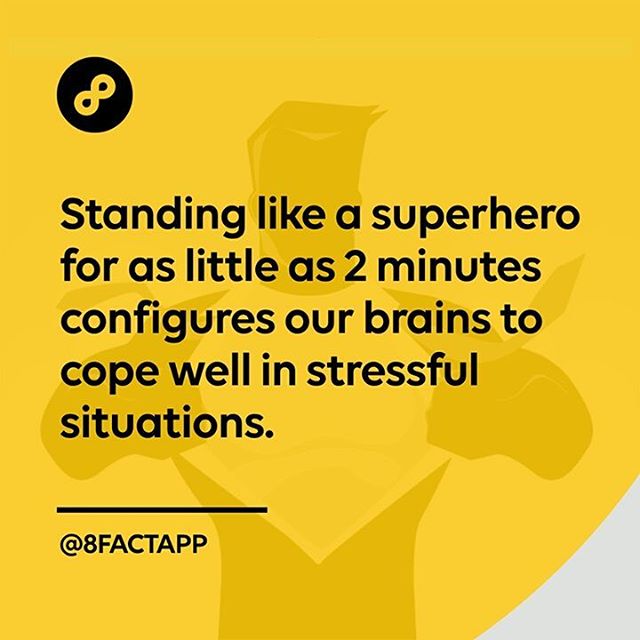 Standing like a superhero
for as little as 2 minutes
configures our brains to
cope well in stressful
situations.
@8FACTAPP